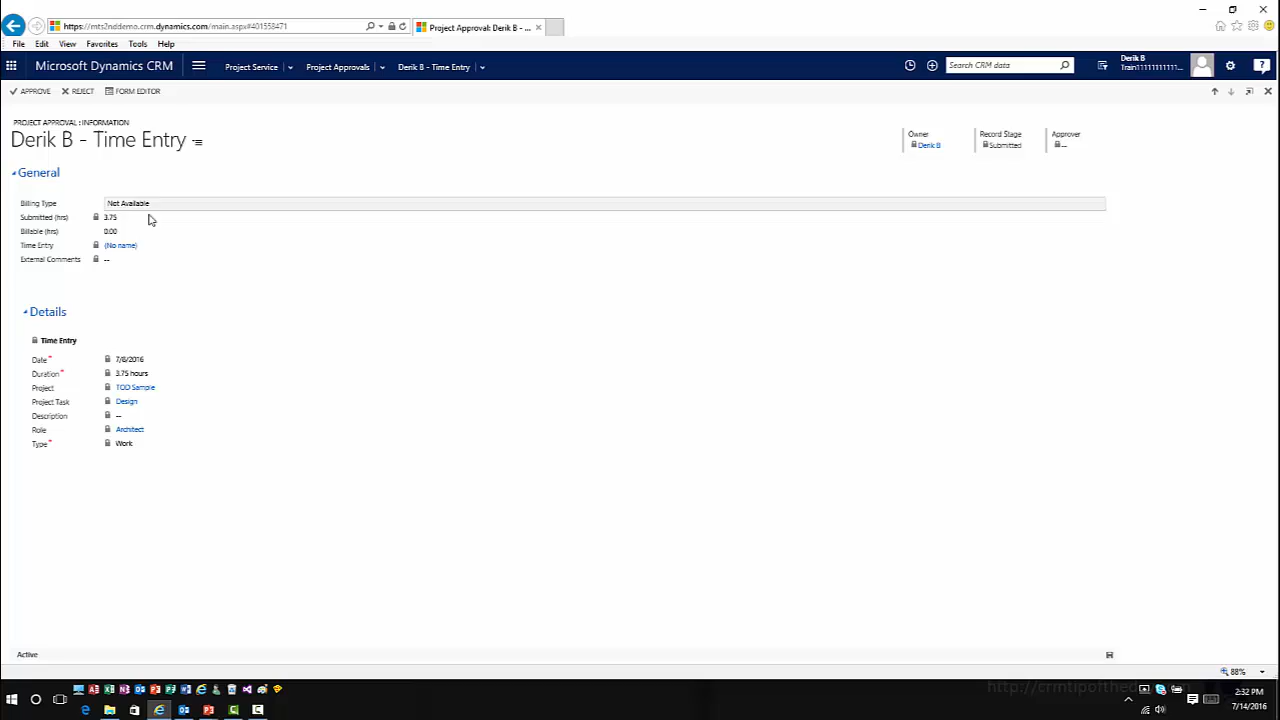 https://mts2nddemo.crm.dynamics.com/main.aspx#401558471
Project Approval: Derik B - ...
File Edit View Favorites Tools Help
Microsoft Dynamics CRM
Project Service
Project Approvals
Derik B - Time Entry
Search CRM data
Derik B
Train11111111111...
APPROVE
REJECT
FORM EDITOR
PROJECT APPROVAL : INFORMATION
Derik B - Time Entry
Owner
Derik B
Record Stage
Submitted
Approver
--
General
Billing Type Not Available
Submitted (hrs) 3.75
Billable (hrs) 0.00
Time Entry (No name)
External Comments --
Details
Time Entry
Date* 7/8/2016
Duration* 3.75 hours
Project TOD Sample
Project Task Design
Description --
Role Architect
Type* Work
Active
88%
2:32 PM
7/14/2016